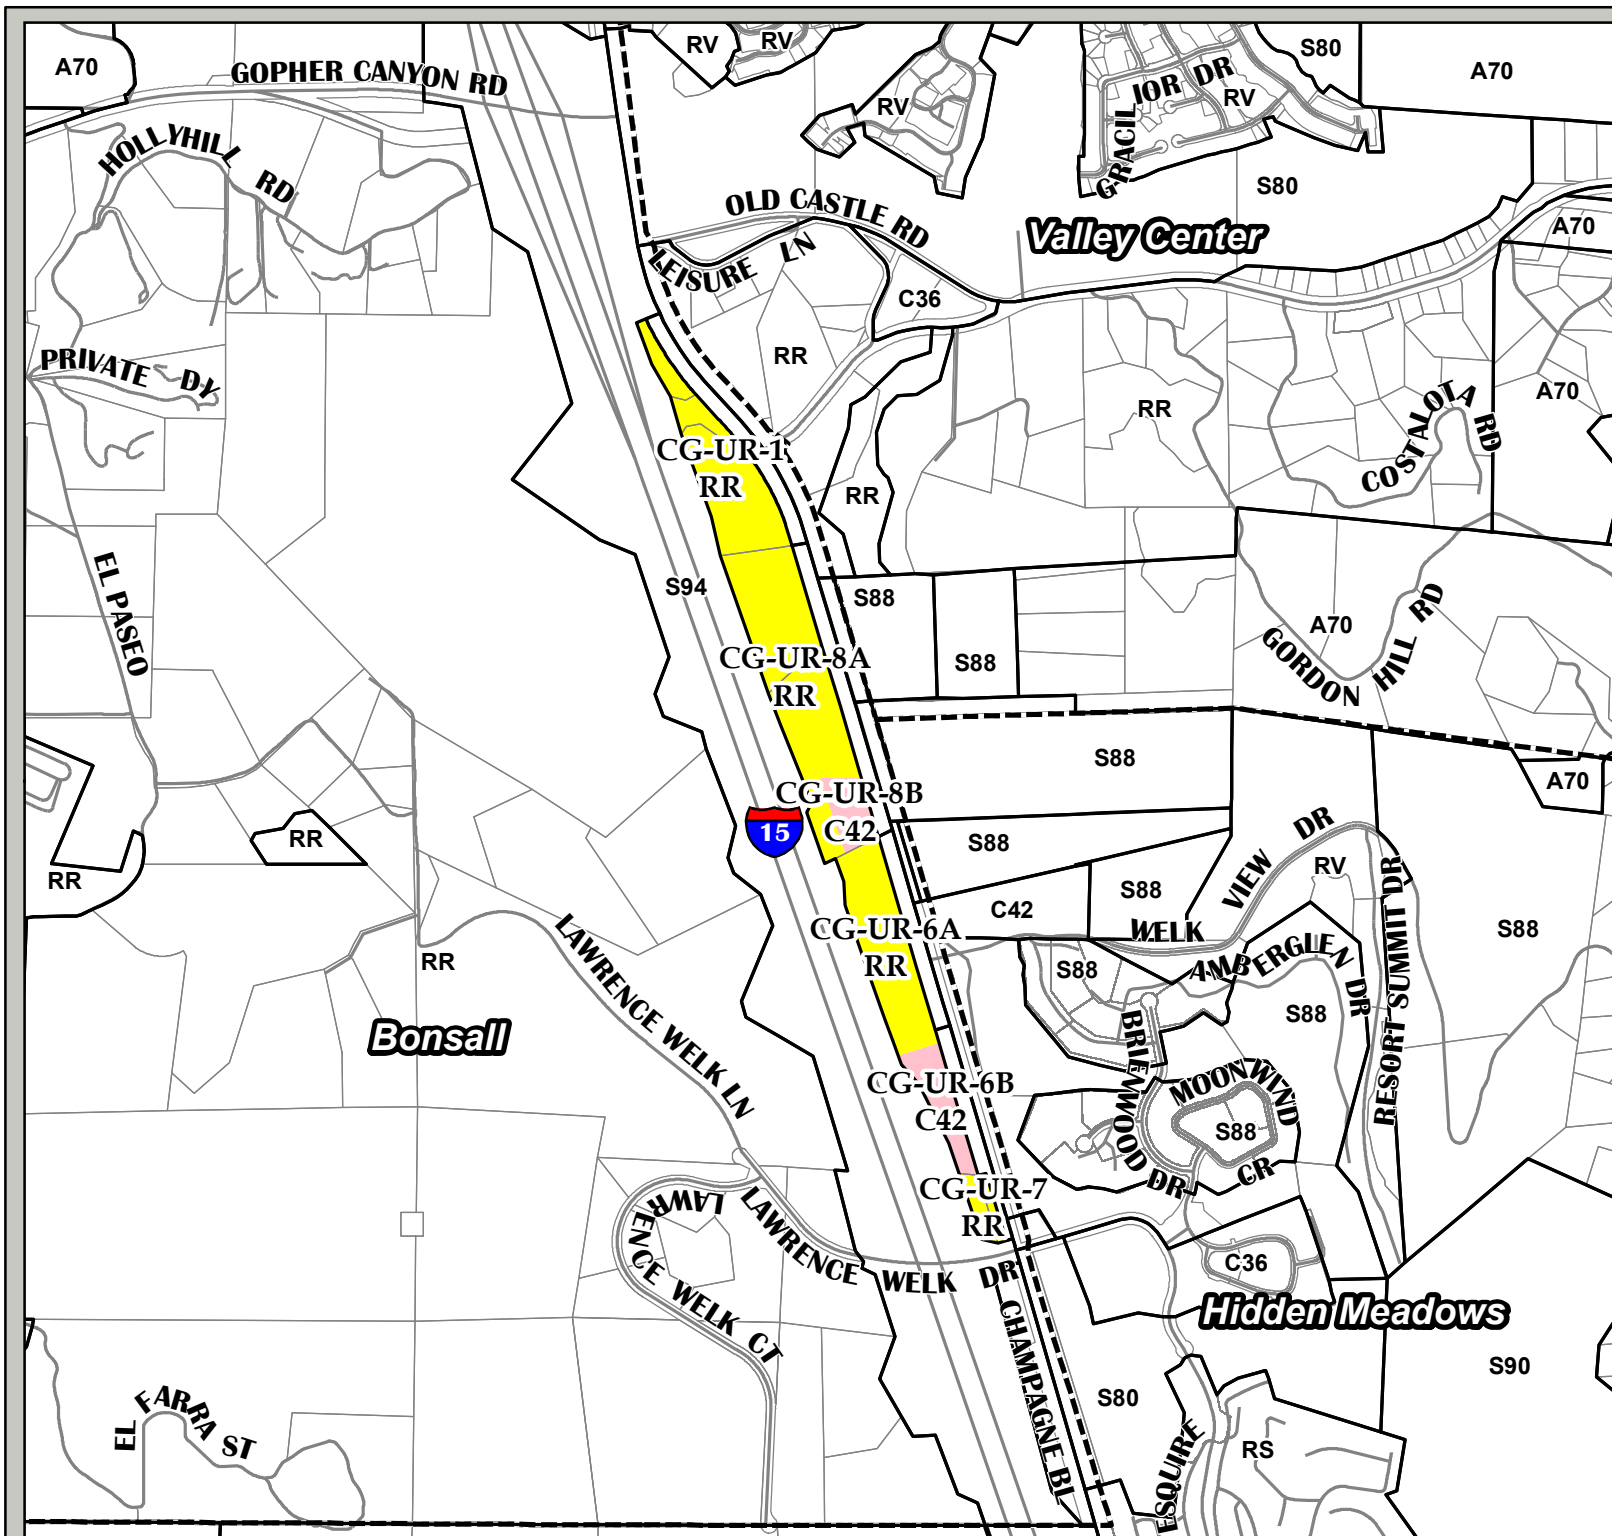 RV
RV
S80
A70
A70
GOPHER CANYON RD
GRACIL IOR DR
RV
RV
HOLLYHILL RD
OLD CASTLE RD
S80
Valley Center
A70
LEISURE LN
C36
RR
PRIVATE DY
RR
A70
COSTALOTA RD
CG-UR-1
RR
RR
EL PASEO
S94
S88
A70
GORDON HILL RD
S88
CG-UR-8A
RR
S88
A70
CG-UR-8B
C42
15
RR
S88
VIEW DR
RR
RV
S88
C42
WELK
RESORT SUMMIT DR
S88
CG-UR-6A
RR
LAWRENCE WELK LN
RR
S88
AMBERGLEN DR
S88
Bonsall
BRIENWOOD DR
MOONWIND CR
CG-UR-6B
C42
S88
CG-UR-7
RR
LAWRENCE WELK CT
LAWRENCE WELK DR
C36
Hidden Meadows
CHAMPAGNE BL
S90
S80
EL FARRA ST
ESQUIRE
RS